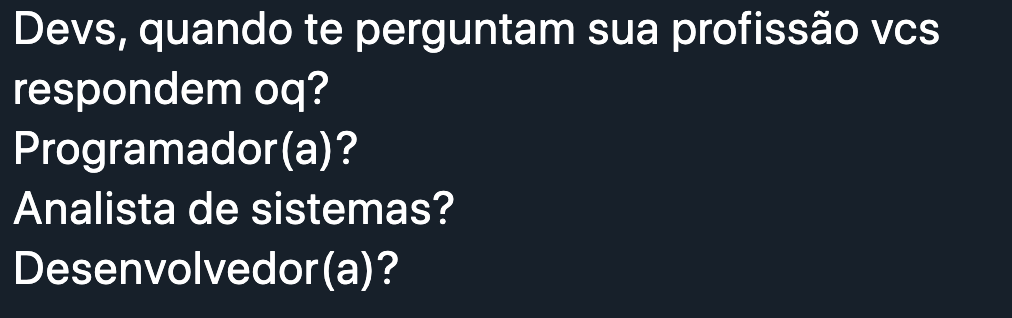 Devs, quando te perguntam sua profissão vcs
respondem oq?
Programador(a)?
Analista de sistemas?
Desenvolvedor(a)?